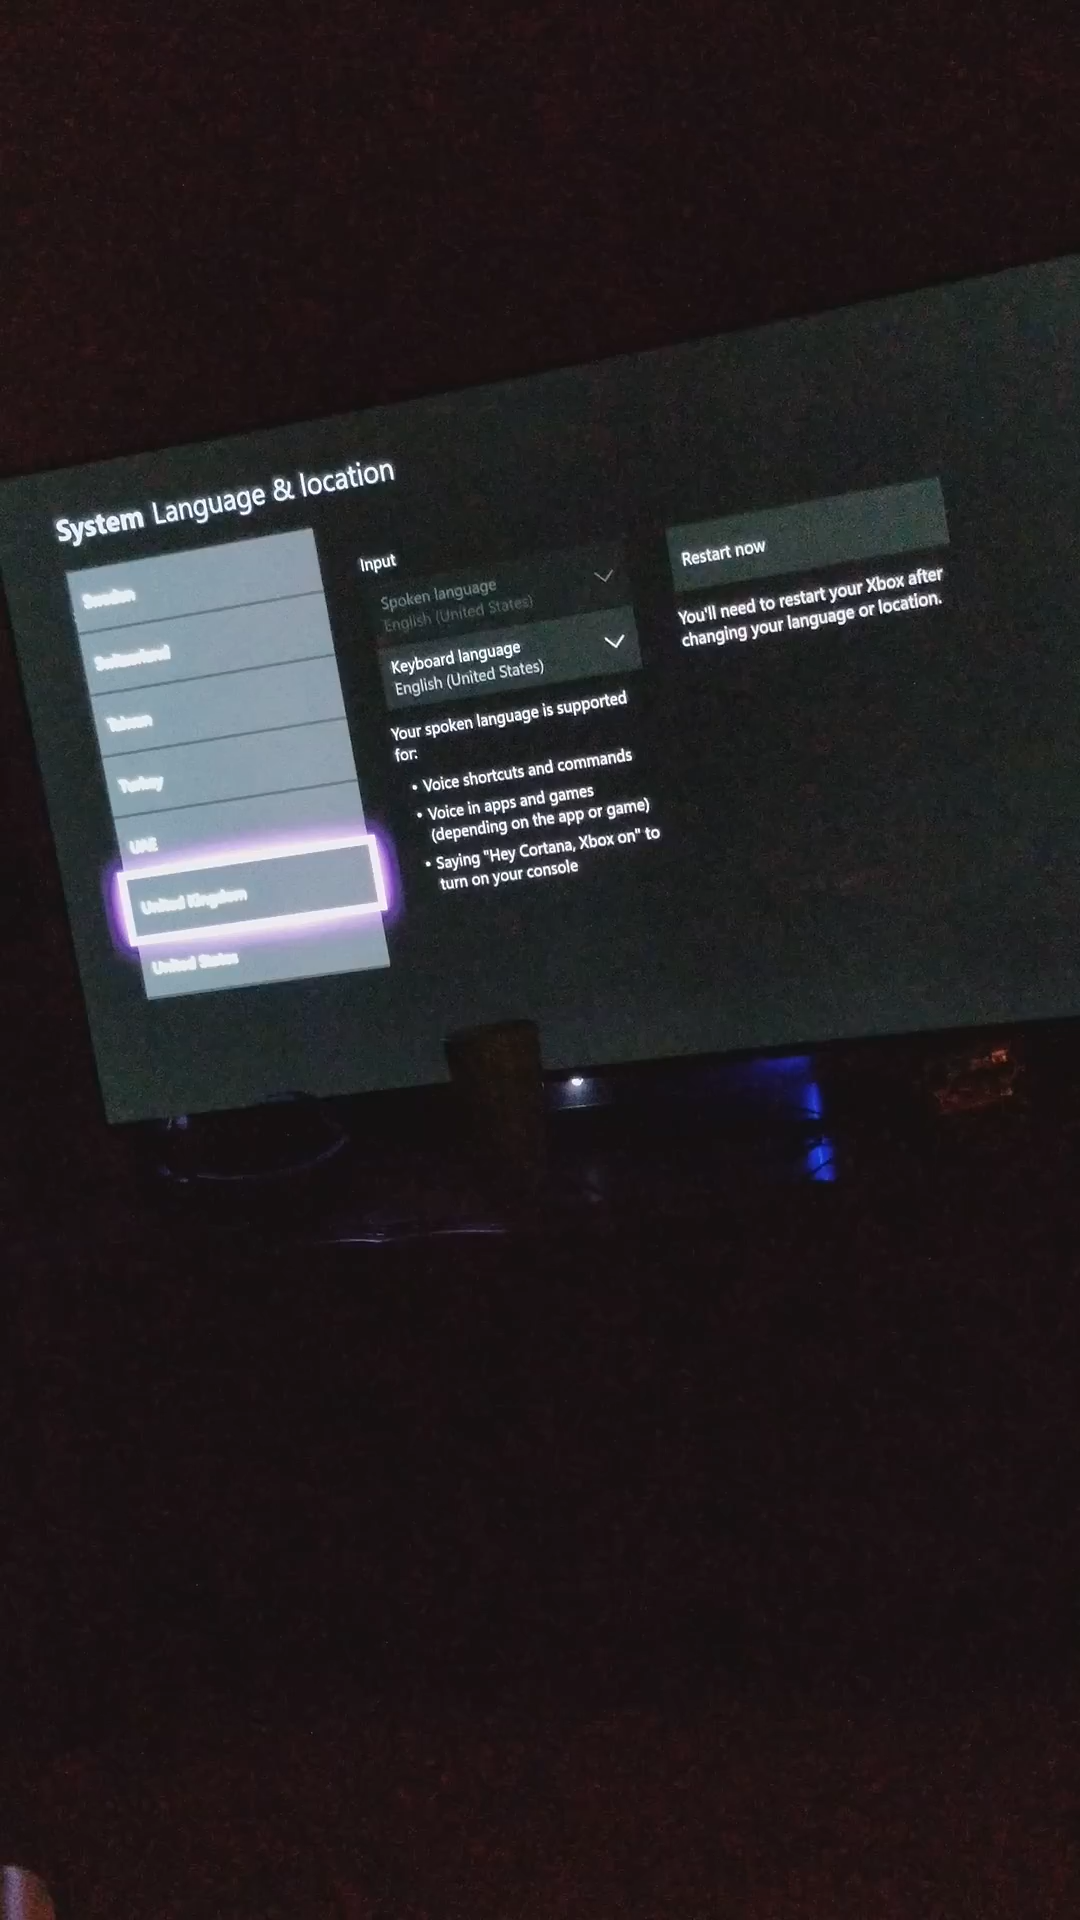 System Language & location
Sweden
Switzerland
Taiwan
Turkey
UAE
United Kingdom
United States
Input
Spoken language
English (United States)
Keyboard language
English (United States)
Your spoken language is supported
for:
• Voice shortcuts and commands
• Voice in apps and games
(depending on the app or game)
• Saying "Hey Cortana, Xbox on" to
turn on your console
Restart now
You'll need to restart your Xbox after
changing your language or location.